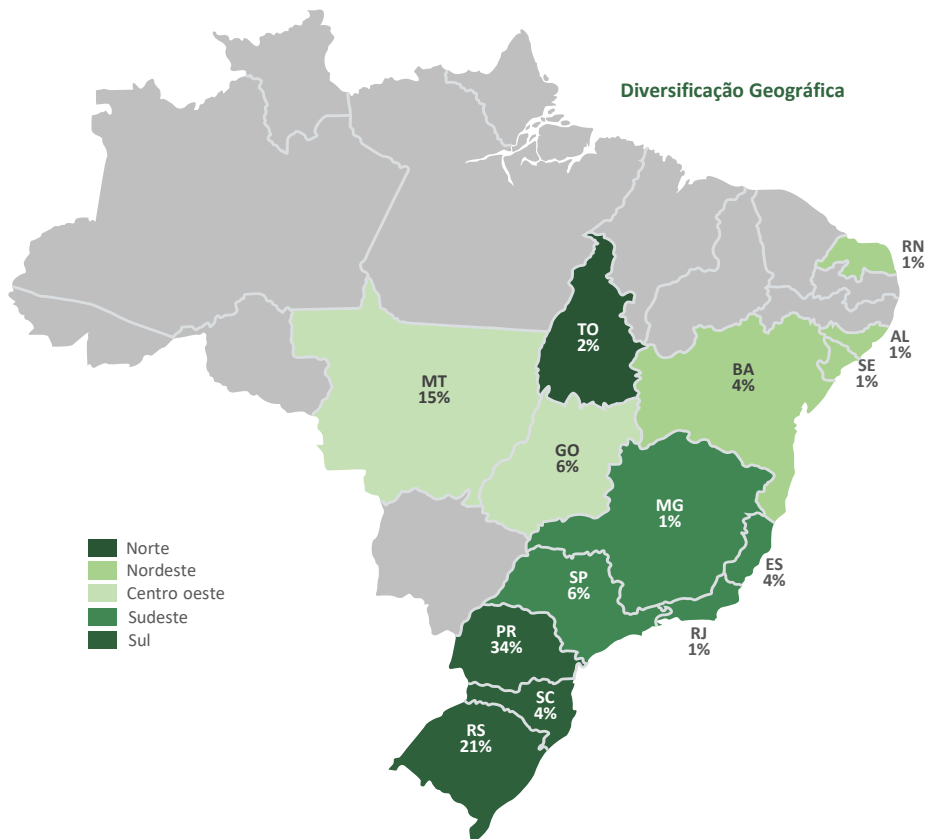 Diversificação Geográfica
RN
1%
TO
2%
AL
1%
SE
1%
BA
4%
MT
15%
GO
6%
MG
1%
ES
4%
SP
6%
RJ
1%
PR
34%
SC
4%
RS
21%
Norte
Nordeste
Centro oeste
Sudeste
Sul